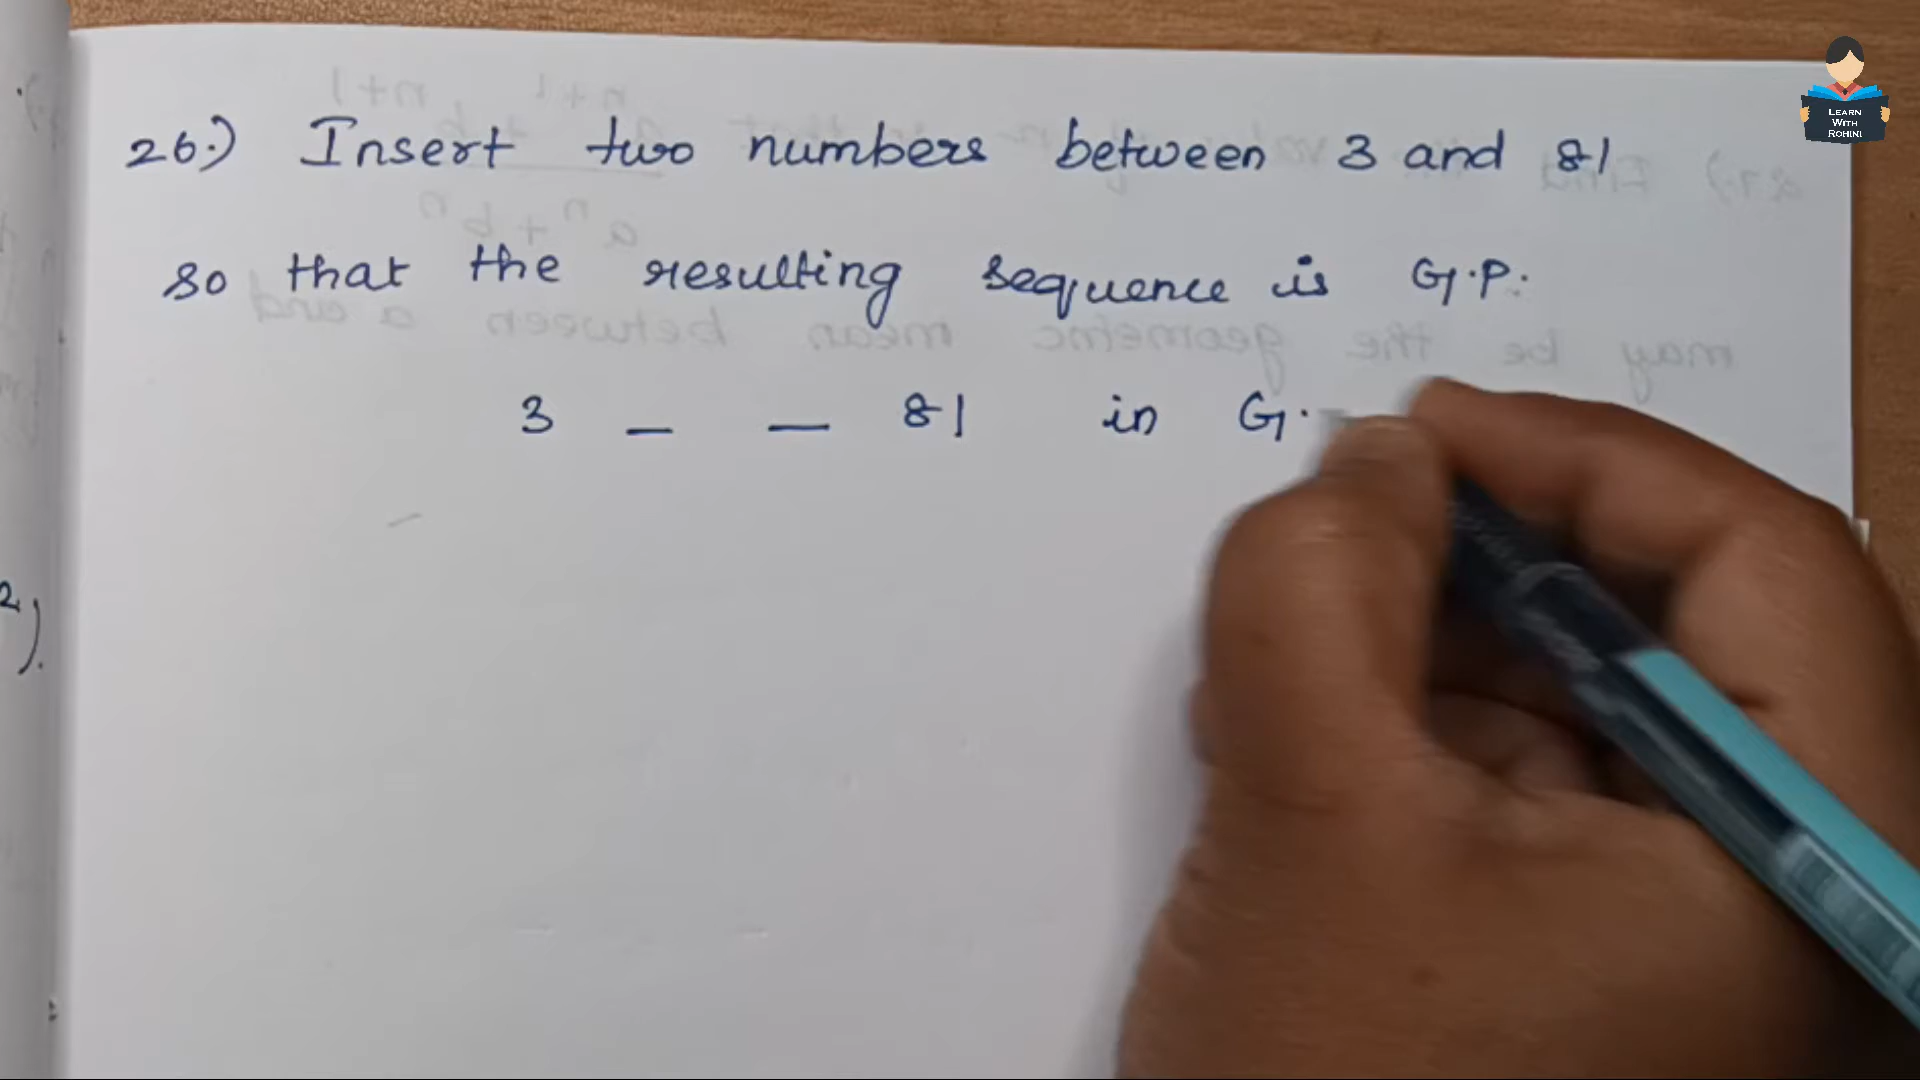 26.) Insert two numbers between 3 and 81
so that the resulting sequence is G.P.
3 _ _ 81 in G.
LEARN
WITH
ROHINI
2).